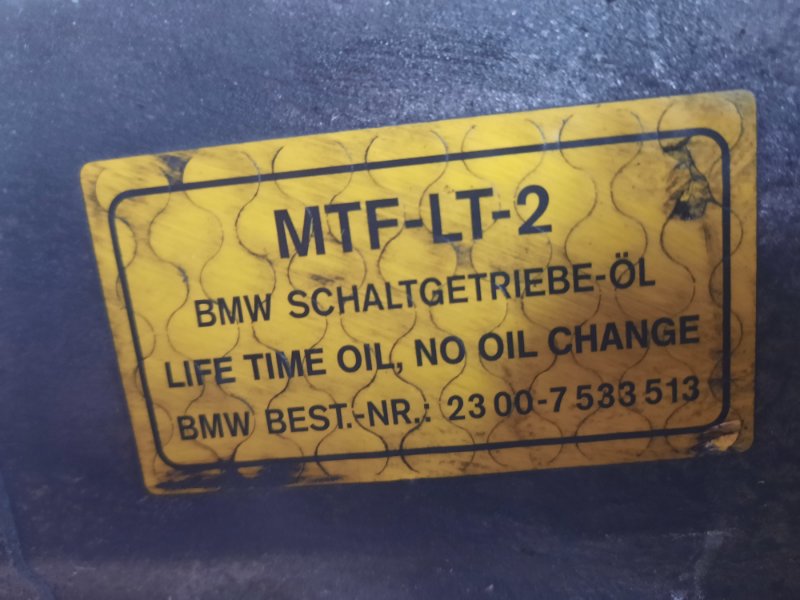 MTF-LT-2
BMW SCHALTGETRIEBE-ÖL
LIFE TIME OIL, NO OIL CHANGE
BMW BEST.-NR.: 23 00-7 533 513